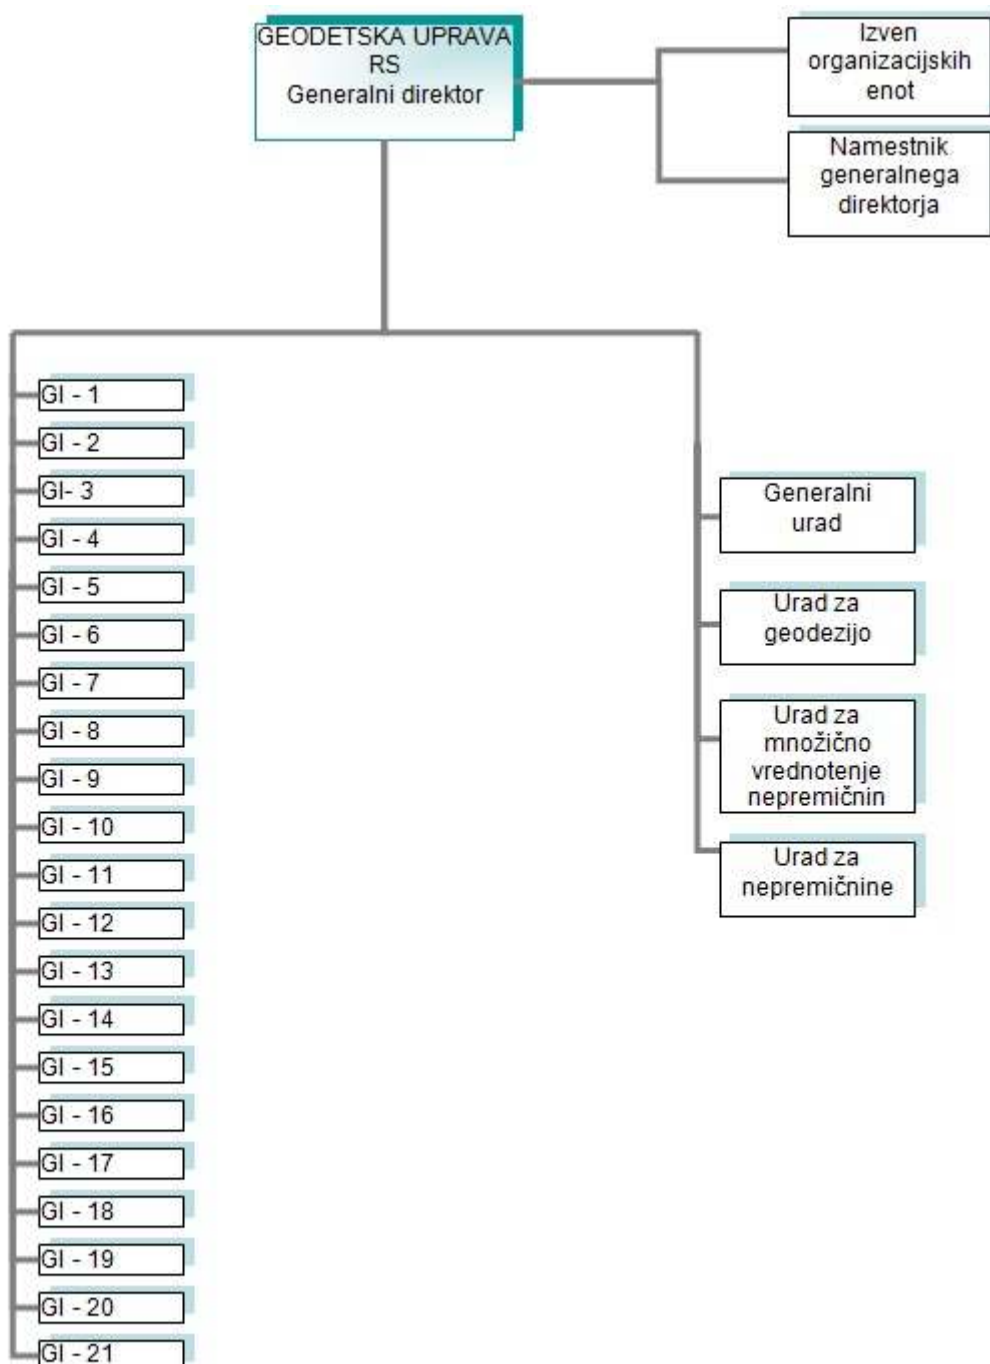 GEODETSKA UPRAVA
RS
Generalni direktor
Izven
organizacijskih
enot
Namestnik
generalnega
direktorja
GI - 1
GI - 2
GI- 3
GI - 4
GI - 5
GI - 6
GI - 7
GI - 8
GI - 9
GI - 10
GI - 11
GI - 12
GI - 13
GI - 14
GI - 15
GI - 16
GI - 17
GI - 18
GI - 19
GI - 20
GI - 21
Generalni
urad
Urad za
geodezijo
Urad za
množično
vrednotenje
nepremičnin
Urad za
nepremičnine